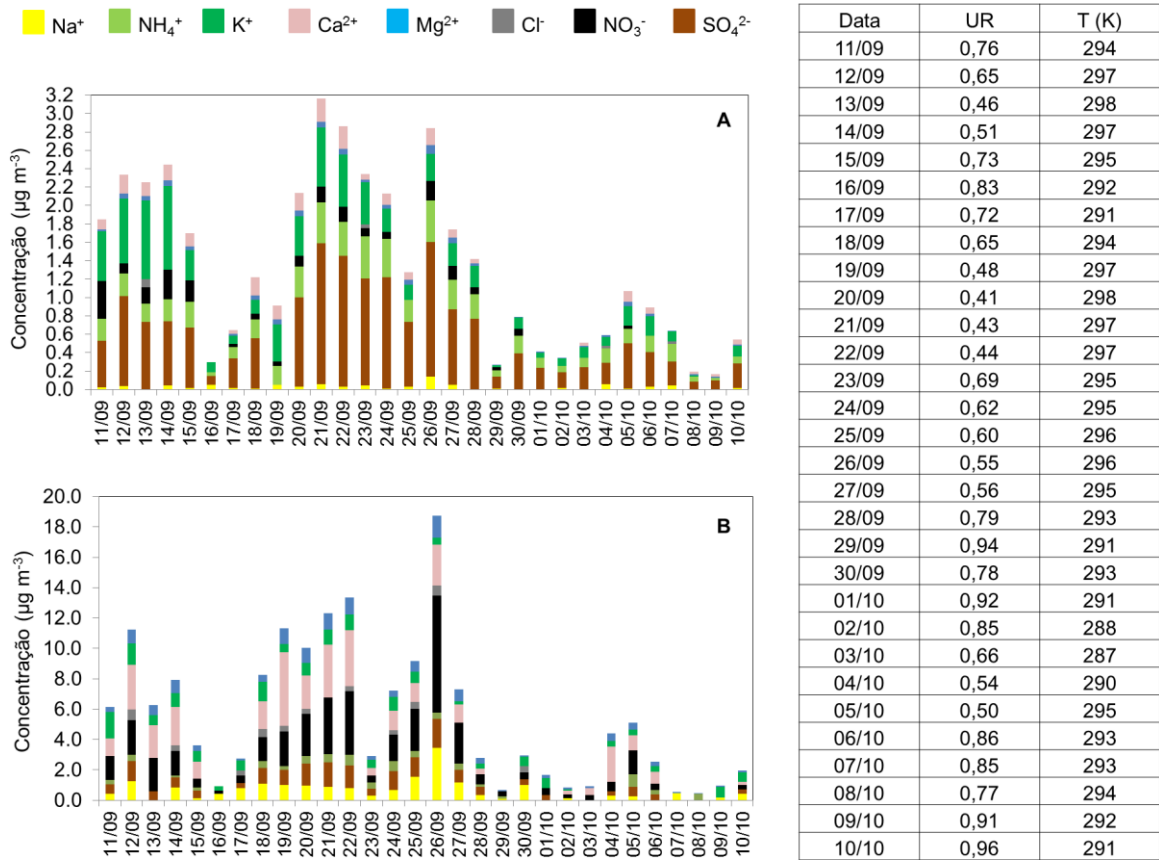 Na⁺ NH₄⁺ K⁺ Ca²⁺ Mg²⁺ Cl⁻ NO₃⁻ SO₄²⁻
A
Concentração (µg m⁻³)
3.2
3.0
2.8
2.6
2.4
2.2
2.0
1.8
1.6
1.4
1.2
1.0
0.8
0.6
0.4
0.2
0.0
11/09 12/09 13/09 14/09 15/09 16/09 17/09 18/09 19/09 20/09 21/09 22/09 23/09 24/09 25/09 26/09 27/09 28/09 29/09 30/09 01/10 02/10 03/10 04/10 05/10 06/10 07/10 08/10 09/10 10/10
B
Concentração (µg m⁻³)
20.0
18.0
16.0
14.0
12.0
10.0
8.0
6.0
4.0
2.0
0.0
11/09 12/09 13/09 14/09 15/09 16/09 17/09 18/09 19/09 20/09 21/09 22/09 23/09 24/09 25/09 26/09 27/09 28/09 29/09 30/09 01/10 02/10 03/10 04/10 05/10 06/10 07/10 08/10 09/10 10/10
Data UR T (K)
11/09 0,76 294
12/09 0,65 297
13/09 0,46 298
14/09 0,51 297
15/09 0,73 295
16/09 0,83 292
17/09 0,72 291
18/09 0,65 294
19/09 0,48 297
20/09 0,41 298
21/09 0,43 297
22/09 0,44 297
23/09 0,69 295
24/09 0,62 295
25/09 0,60 296
26/09 0,55 296
27/09 0,56 295
28/09 0,79 293
29/09 0,94 291
30/09 0,78 293
01/10 0,92 291
02/10 0,85 288
03/10 0,66 287
04/10 0,54 290
05/10 0,50 295
06/10 0,86 293
07/10 0,85 293
08/10 0,77 294
09/10 0,91 292
10/10 0,96 291